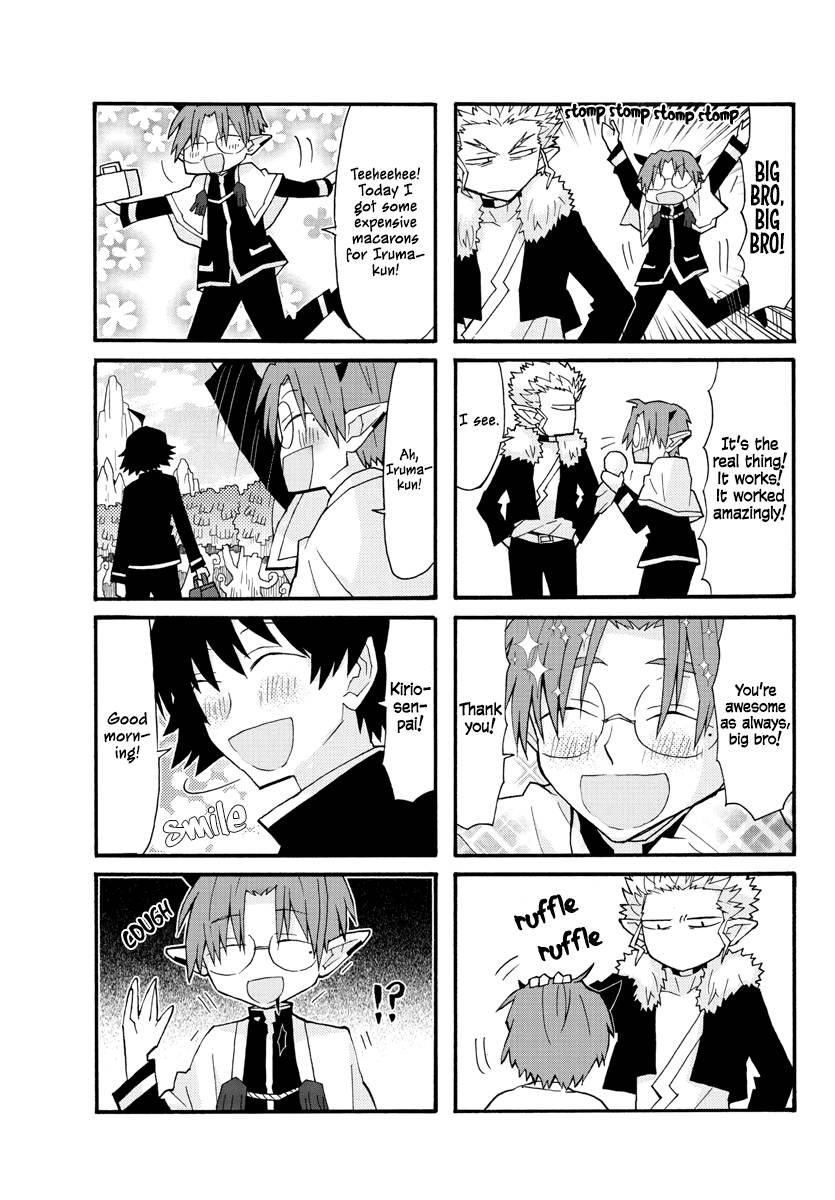 stomp stomp stomp stomp
BIG
BRO,
BIG
BRO!
It's the
real thing!
It works!
It worked
amazingly!
I see.
You're
awesome
as always,
big bro!
Thank
you!
ruffle
ruffle
Teeheehee!
Today I
got some
expensive
macarons
for Iruma-
kun!
Ah,
Iruma-
kun!
Kirio-
sen-
pai!
Good
morn-
ing!
smile
COUGH
!?